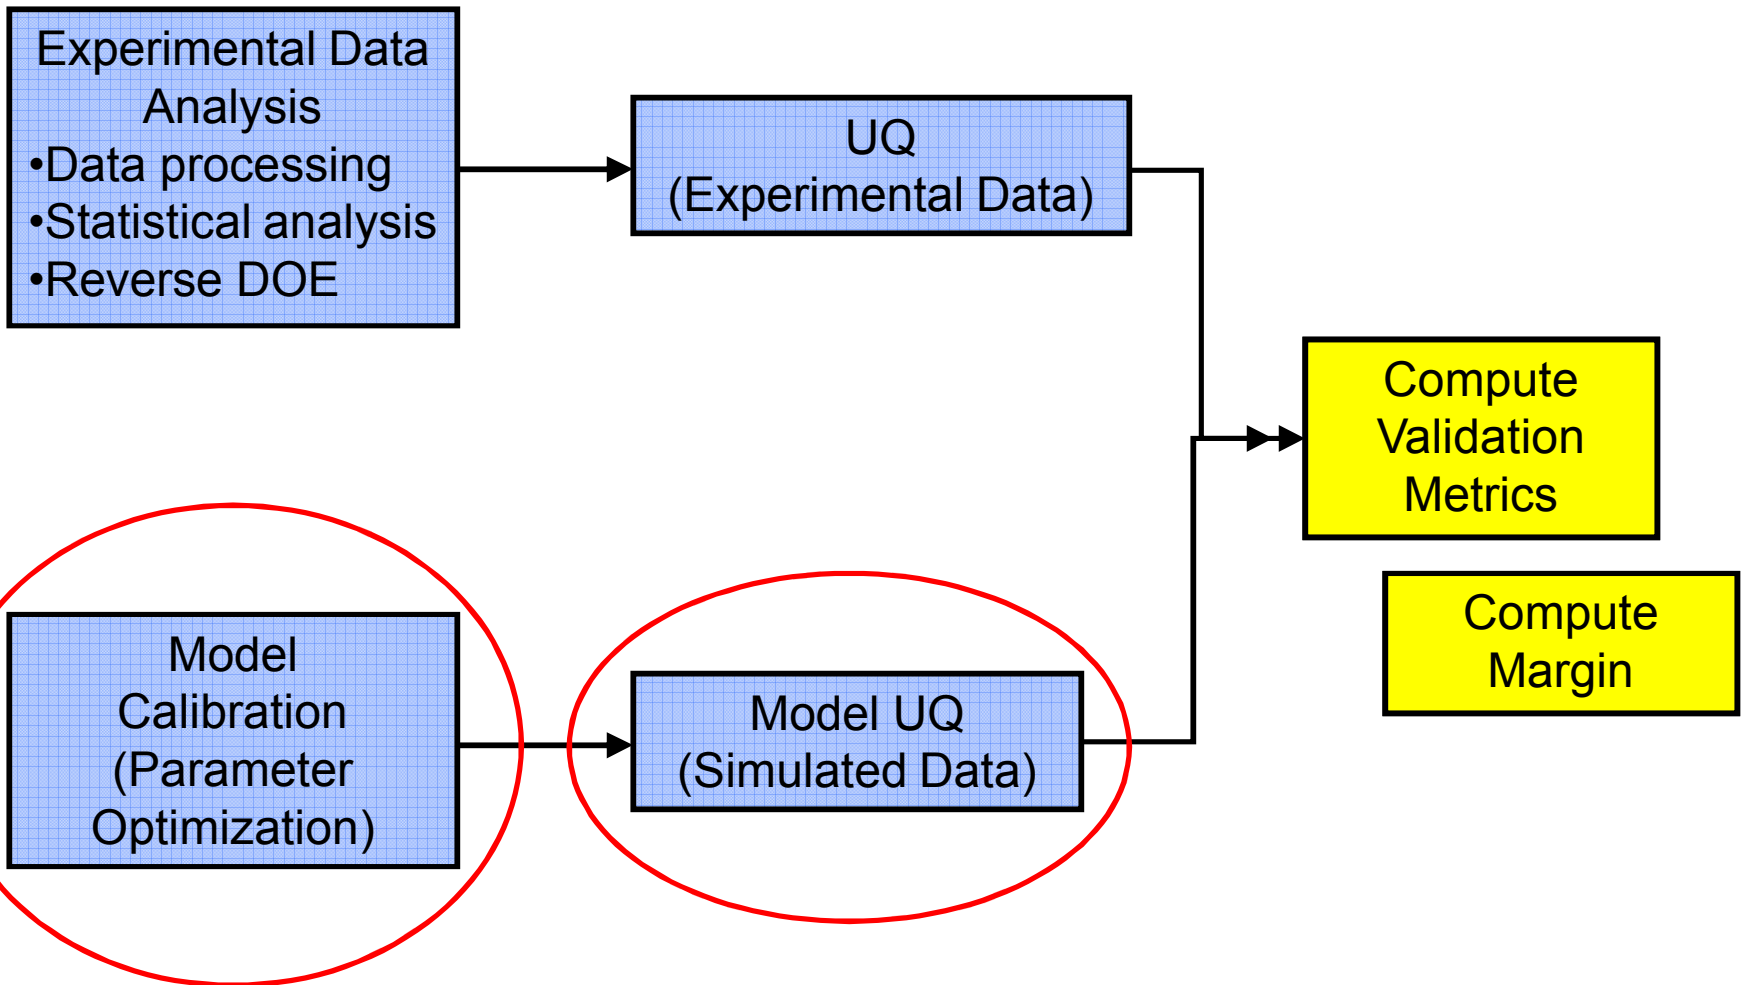 Experimental Data
Analysis
•Data processing
•Statistical analysis
•Reverse DOE
UQ
(Experimental Data)
Compute
Validation
Metrics
Compute
Margin
Model
Calibration
(Parameter
Optimization)
Model UQ
(Simulated Data)